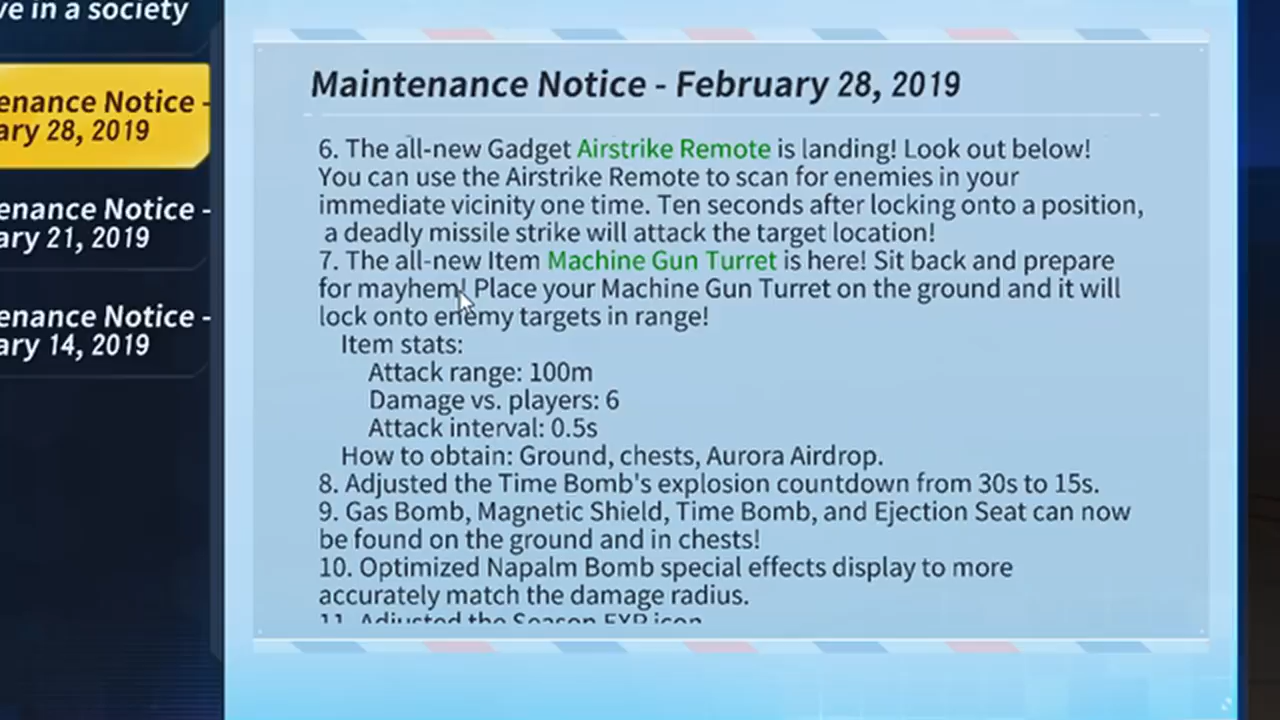 ve in a society
enance Notice -
ary 28, 2019
enance Notice -
ary 21, 2019
enance Notice -
ary 14, 2019
Maintenance Notice - February 28, 2019
6. The all-new Gadget Airstrike Remote is landing! Look out below!
You can use the Airstrike Remote to scan for enemies in your
immediate vicinity one time. Ten seconds after locking onto a position,
a deadly missile strike will attack the target location!
7. The all-new Item Machine Gun Turret is here! Sit back and prepare
for mayhem! Place your Machine Gun Turret on the ground and it will
lock onto enemy targets in range!
Item stats:
Attack range: 100m
Damage vs. players: 6
Attack interval: 0.5s
How to obtain: Ground, chests, Aurora Airdrop.
8. Adjusted the Time Bomb's explosion countdown from 30s to 15s.
9. Gas Bomb, Magnetic Shield, Time Bomb, and Ejection Seat can now
be found on the ground and in chests!
10. Optimized Napalm Bomb special effects display to more
accurately match the damage radius.
11. Adjusted the Season EXP icon.